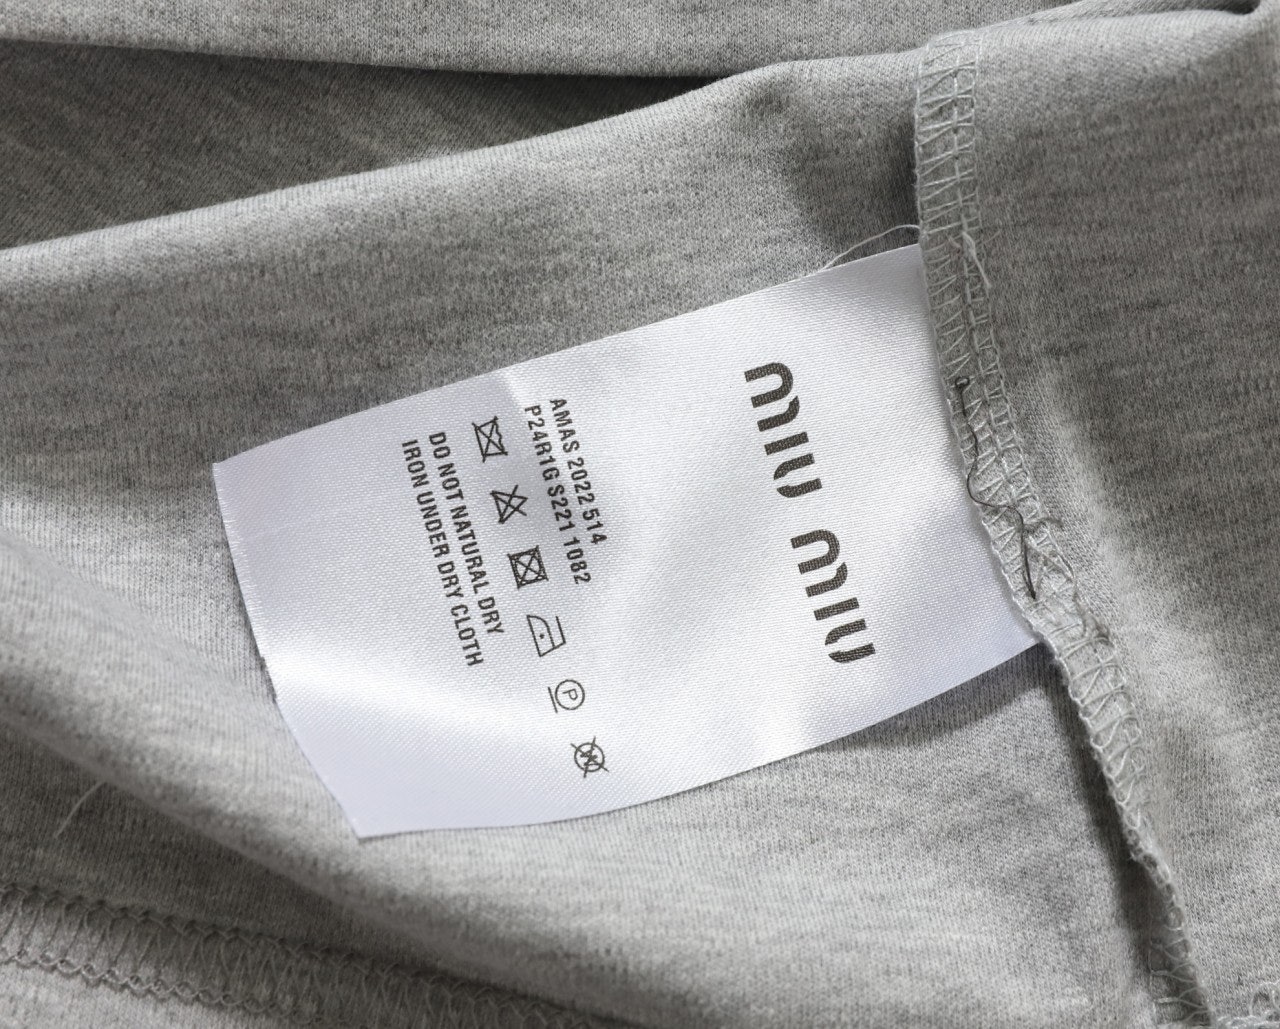 miu miu
AMAS 2022 514
P24R1G S221 1082
P
W
DO NOT NATURAL DRY
IRON UNDER DRY CLOTH